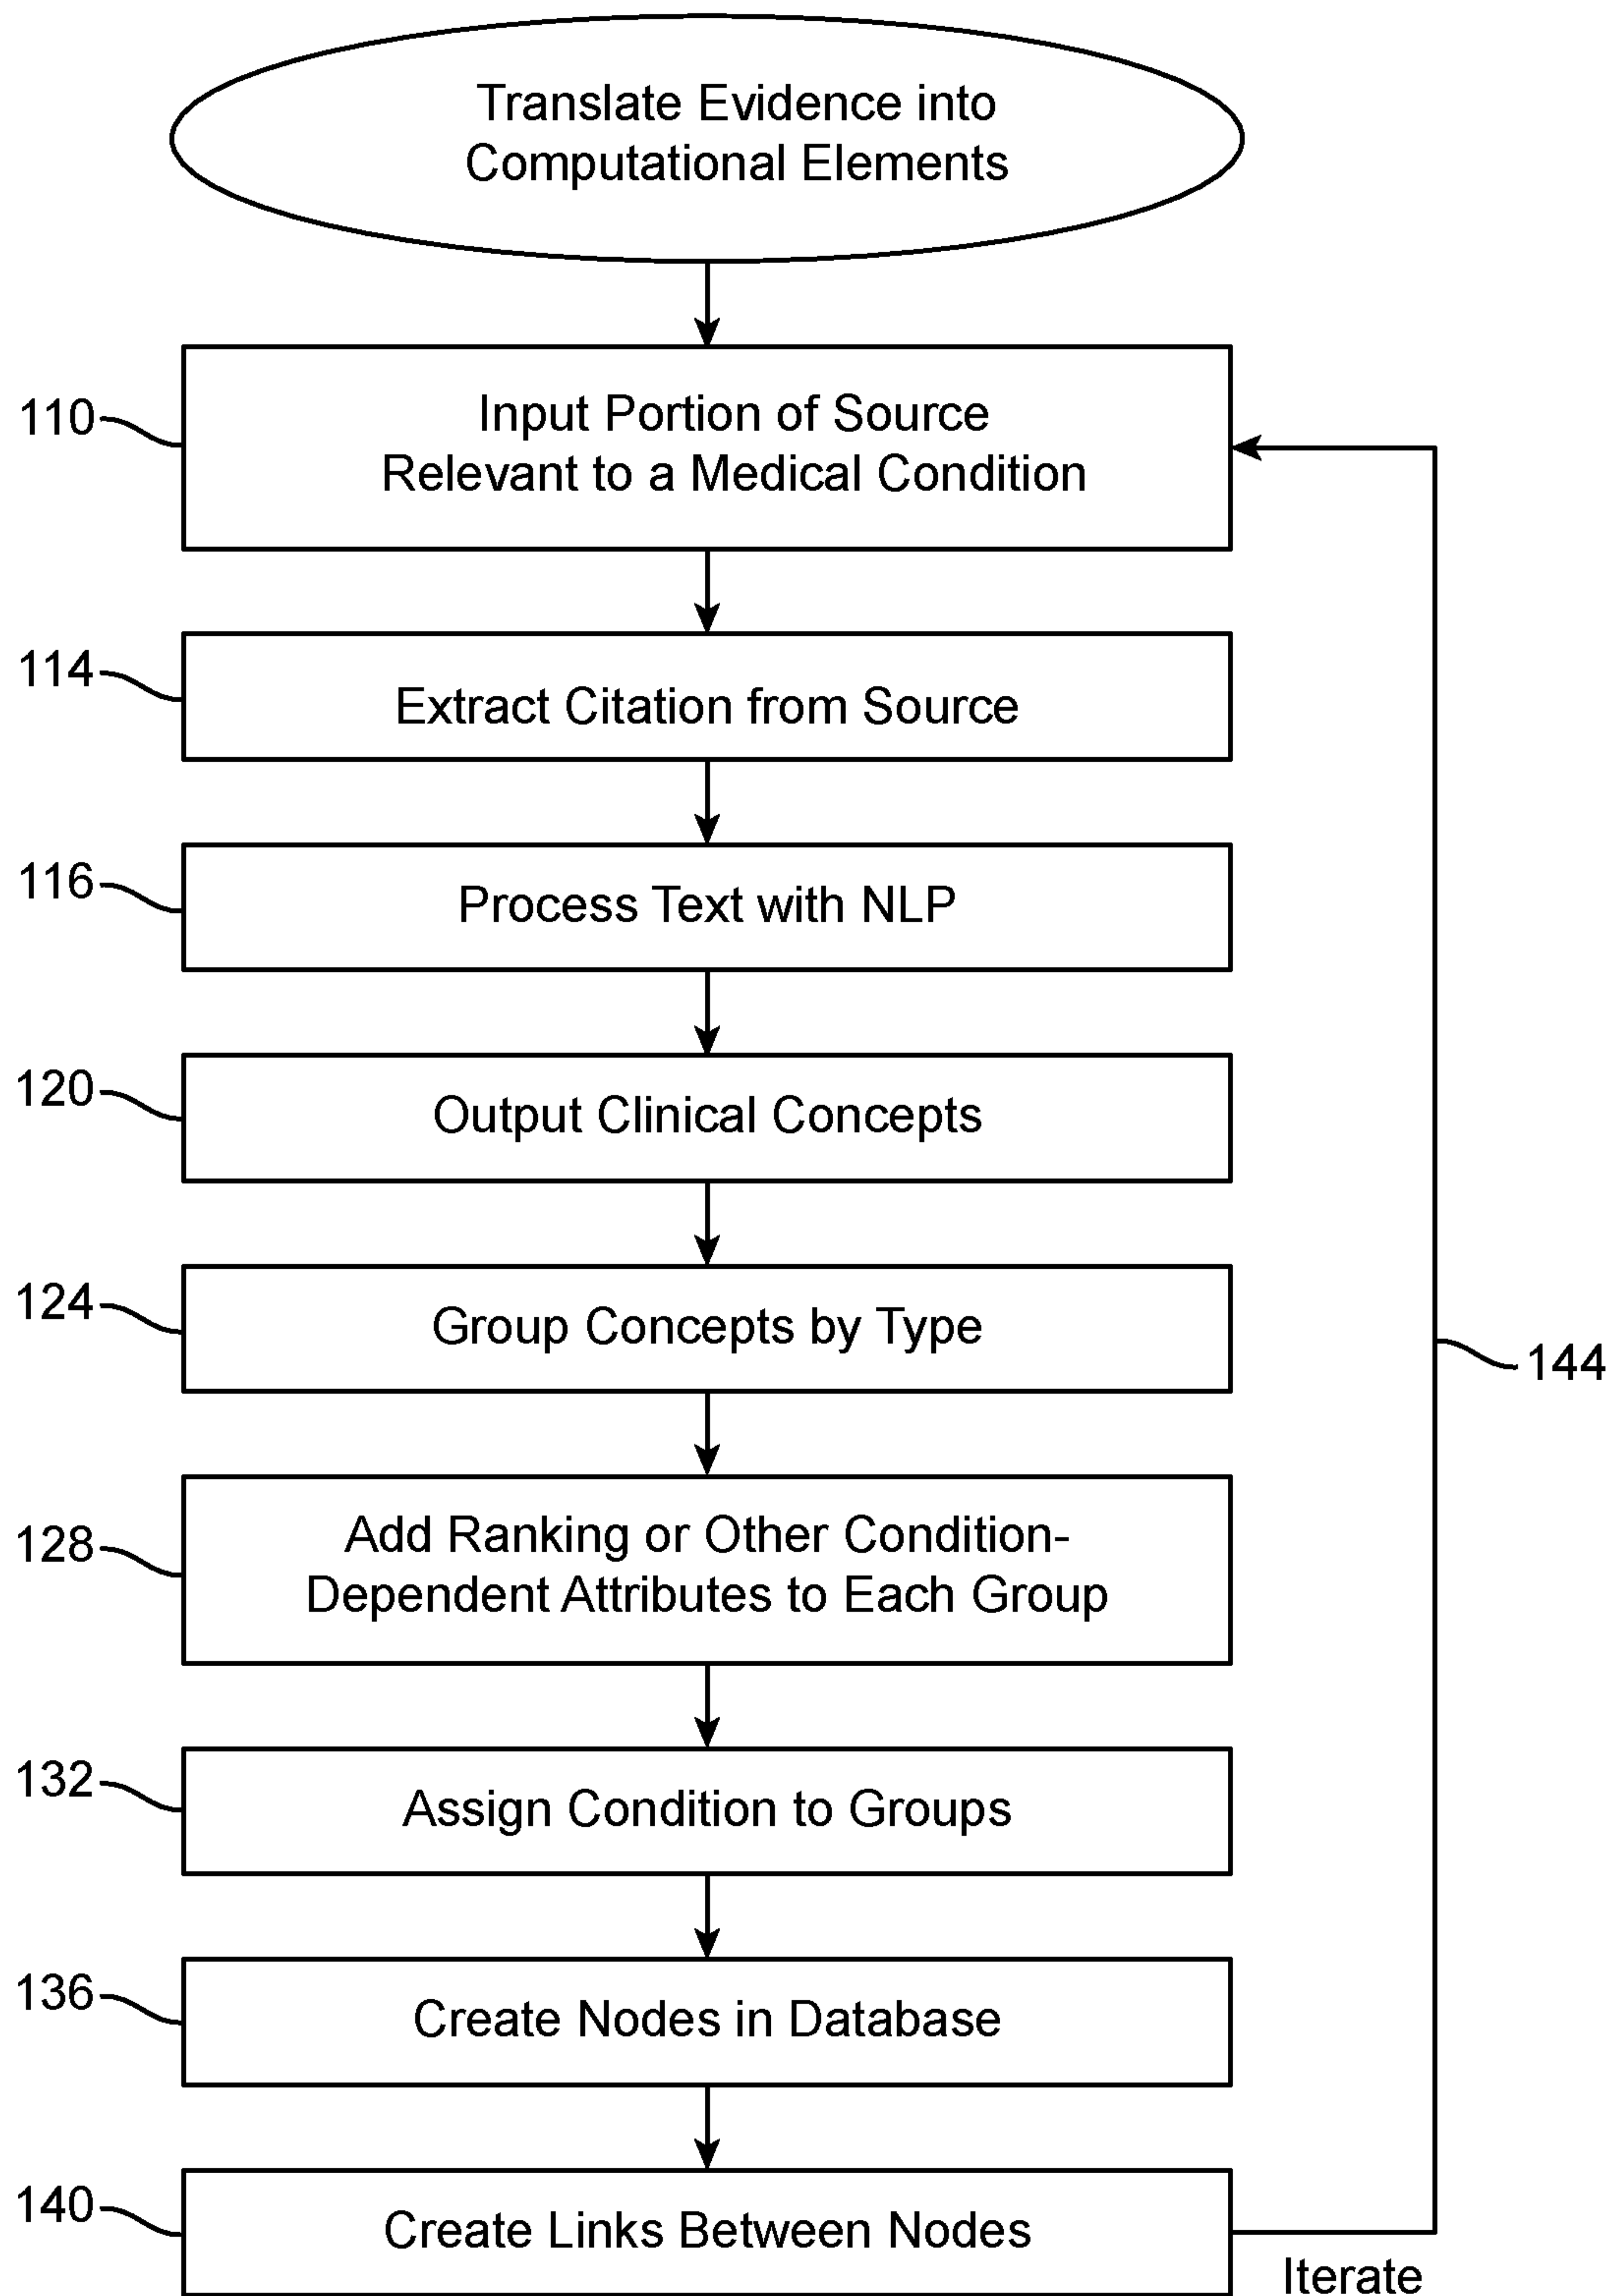 Translate Evidence into
Computational Elements
110
Input Portion of Source
Relevant to a Medical Condition
114
Extract Citation from Source
116
Process Text with NLP
120
Output Clinical Concepts
124
Group Concepts by Type
144
128
Add Ranking or Other Condition-
Dependent Attributes to Each Group
132
Assign Condition to Groups
136
Create Nodes in Database
140
Create Links Between Nodes
Iterate